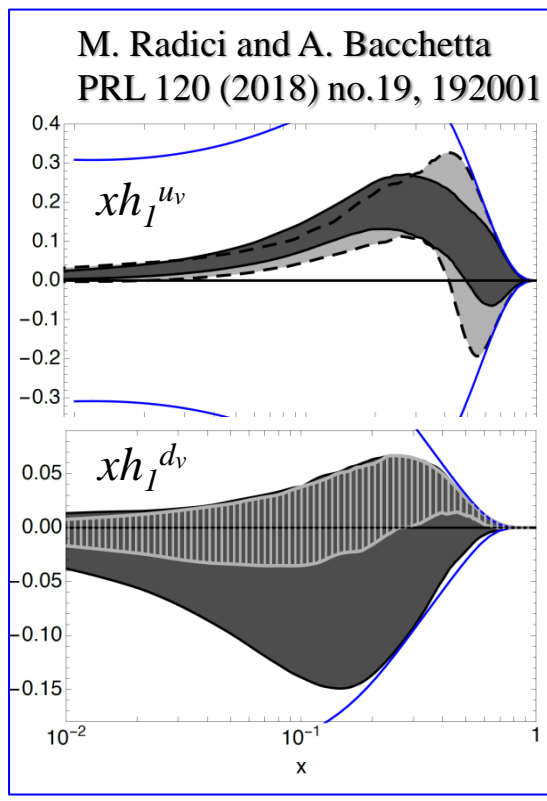 M. Radici and A. Bacchetta
PRL 120 (2018) no.19, 192001
0.4
0.3
0.2
0.1
0.0
-0.1
-0.2
-0.3
xh₁ᵘᵛ
0.05
0.00
-0.05
-0.10
-0.15
xh₁ᵈᵛ
10⁻² 10⁻¹ 1
x